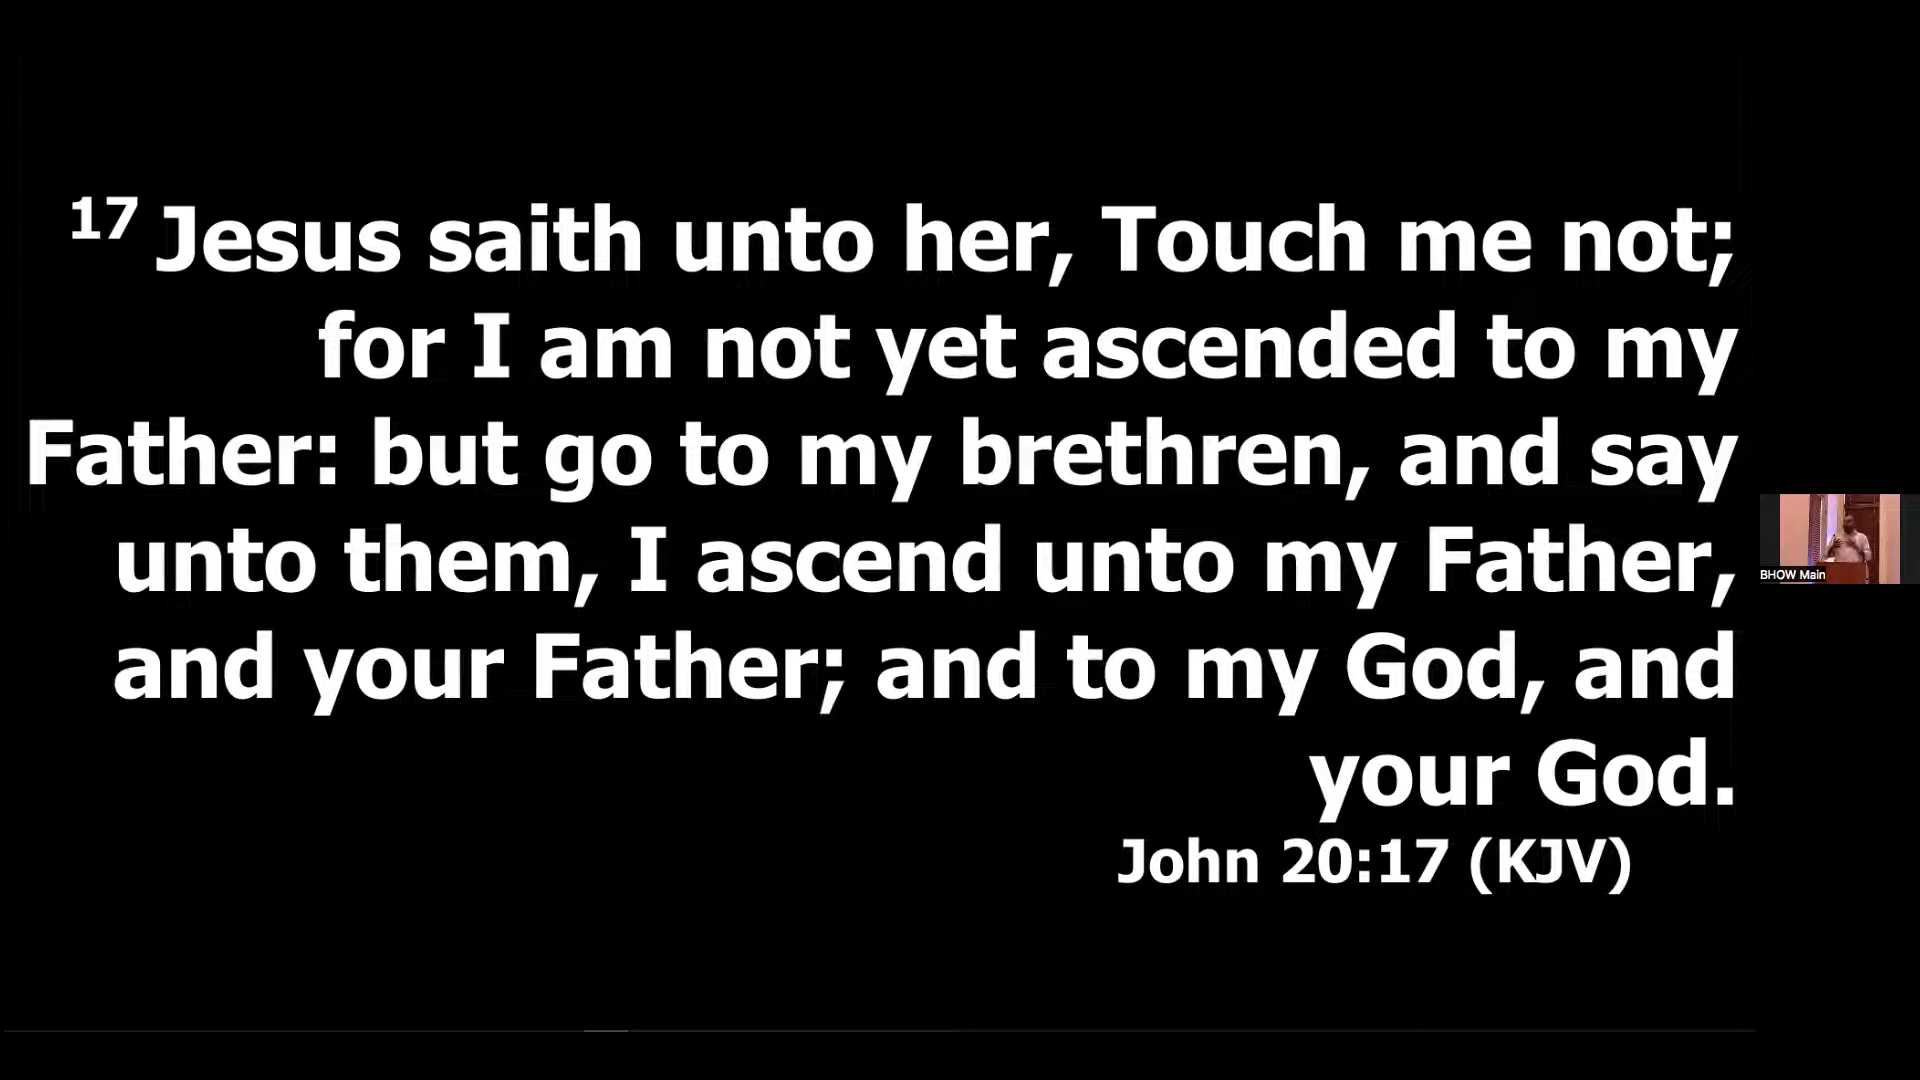 17 Jesus saith unto her, Touch me not;
for I am not yet ascended to my
Father: but go to my brethren, and say
unto them, I ascend unto my Father,
and your Father; and to my God, and
your God.
John 20:17 (KJV)
BHOW Main